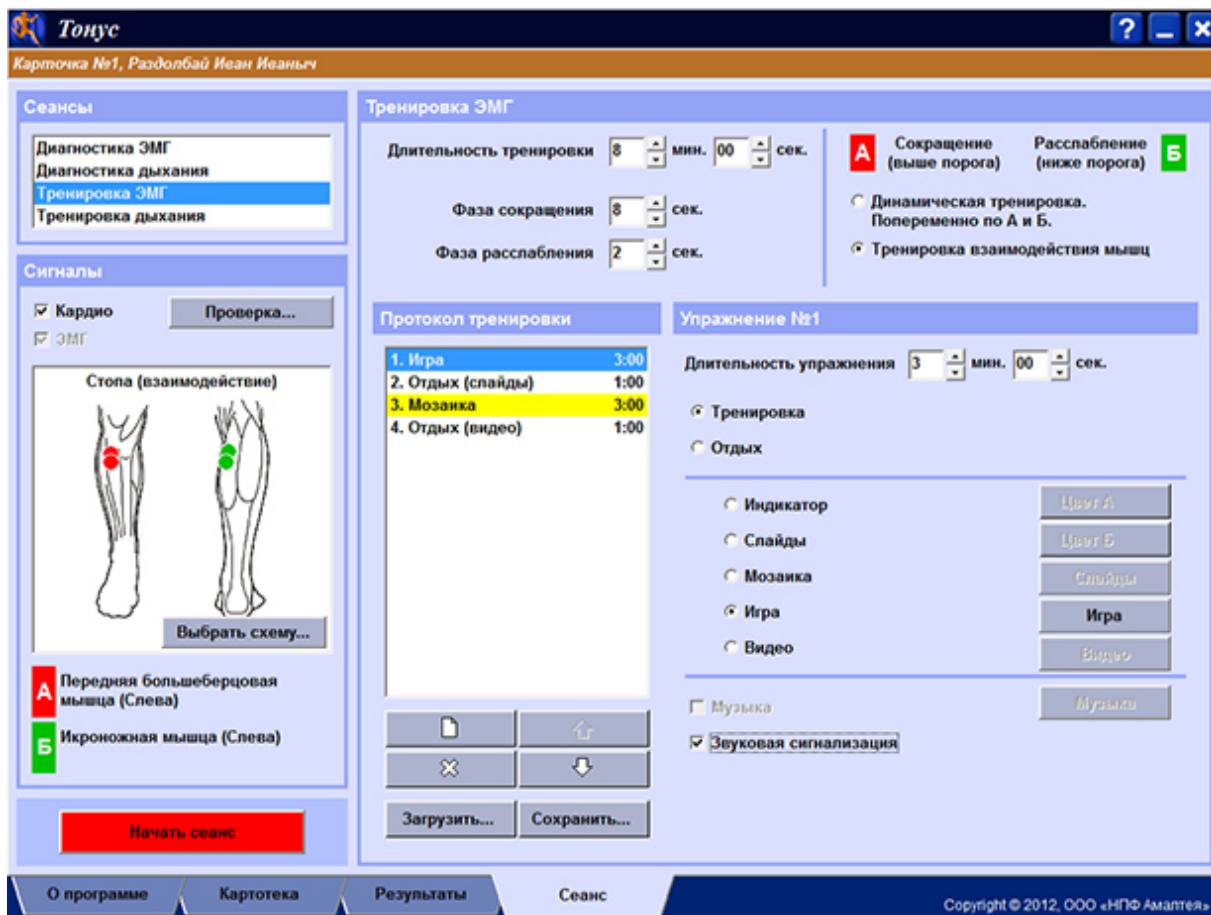 Тонус
?
Карточка №1, Раздолбай Иван Иваныч
Сеансы
Диагностика ЭМГ
Диагностика дыхания
Тренировка ЭМГ
Тренировка дыхания
Сигналы
Кардио
Проверка...
ЭМГ
Стопа (взаимодействие)
Выбрать схему...
А
Передняя большеберцовая
мышца (Слева)
Б
Икроножная мышца (Слева)
Начать сеанс
Тренировка ЭМГ
Длительность тренировки 8 мин. 00 сек.
Фаза сокращения 8 сек.
Фаза расслабления 2 сек.
А
Сокращение
(выше порога)
Расслабление
(ниже порога)
Б
Динамическая тренировка.
Попеременно по А и Б.
Тренировка взаимодействия мышц
Протокол тренировки
1. Игра 3:00
2. Отдых (слайды) 1:00
3. Мозаика 3:00
4. Отдых (видео) 1:00
Загрузить...
Сохранить...
Упражнение №1
Длительность упражнения 3 мин. 00 сек.
Тренировка
Отдых
Индикатор
Цвет А
Слайды
Цвет Б
Мозаика
Слайды
Игра
Игра
Видео
Видео
Музыка
Музыка
Звуковая сигнализация
О программе
Картотека
Результаты
Сеанс
Copyright © 2012, ООО «НПФ Амалтея»